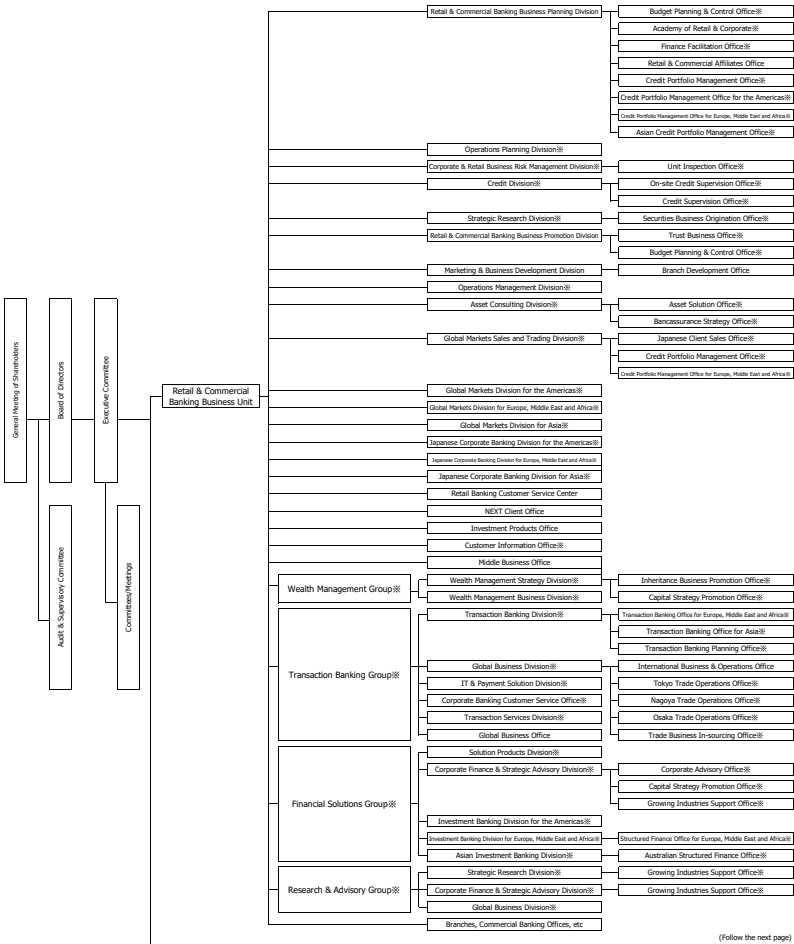 General Meeting of Shareholders
Board of Directors
Audit & Supervisory Committee
Executive Committee
Committees/Meetings
Retail & Commercial
Banking Business Unit
Retail & Commercial Banking Business Planning Division
Budget Planning & Control Office※
Academy of Retail & Corporate※
Finance Facilitation Office※
Retail & Commercial Affiliates Office
Credit Portfolio Management Office※
Credit Portfolio Management Office for the Americas※
Credit Portfolio Management Office for Europe, Middle East and Africa※
Asian Credit Portfolio Management Office※
Operations Planning Division※
Corporate & Retail Business Risk Management Division※
Unit Inspection Office※
Credit Division※
On-site Credit Supervision Office※
Credit Supervision Office※
Strategic Research Division※
Securities Business Origination Office※
Retail & Commercial Banking Business Promotion Division
Trust Business Office※
Budget Planning & Control Office※
Marketing & Business Development Division
Branch Development Office
Operations Management Division※
Asset Consulting Division※
Asset Solution Office※
Bancassurance Strategy Office※
Global Markets Sales and Trading Division※
Japanese Client Sales Office※
Credit Portfolio Management Office※
Credit Portfolio Management Office for Europe, Middle East and Africa※
Global Markets Division for the Americas※
Global Markets Division for Europe, Middle East and Africa※
Global Markets Division for Asia※
Japanese Corporate Banking Division for the Americas※
Japanese Corporate Banking Division for Europe, Middle East and Africa※
Japanese Corporate Banking Division for Asia※
Retail Banking Customer Service Center
NEXT Client Office
Investment Products Office
Customer Information Office※
Middle Business Office
Wealth Management Group※
Wealth Management Strategy Division※
Inheritance Business Promotion Office※
Wealth Management Business Division※
Capital Strategy Promotion Office※
Transaction Banking Group※
Transaction Banking Division※
Transaction Banking Office for Europe, Middle East and Africa※
Transaction Banking Office for Asia※
Transaction Banking Planning Office※
Global Business Division※
International Business & Operations Office
IT & Payment Solution Division※
Tokyo Trade Operations Office※
Corporate Banking Customer Service Office※
Nagoya Trade Operations Office※
Transaction Services Division※
Osaka Trade Operations Office※
Global Business Office
Trade Business In-sourcing Office※
Financial Solutions Group※
Solution Products Division※
Corporate Finance & Strategic Advisory Division※
Corporate Advisory Office※
Capital Strategy Promotion Office※
Growing Industries Support Office※
Investment Banking Division for the Americas※
Investment Banking Division for Europe, Middle East and Africa※
Structured Finance Office for Europe, Middle East and Africa※
Asian Investment Banking Division※
Australian Structured Finance Office※
Research & Advisory Group※
Strategic Research Division※
Growing Industries Support Office※
Corporate Finance & Strategic Advisory Division※
Growing Industries Support Office※
Global Business Division※
Branches, Commercial Banking Offices, etc
(Follow the next page)